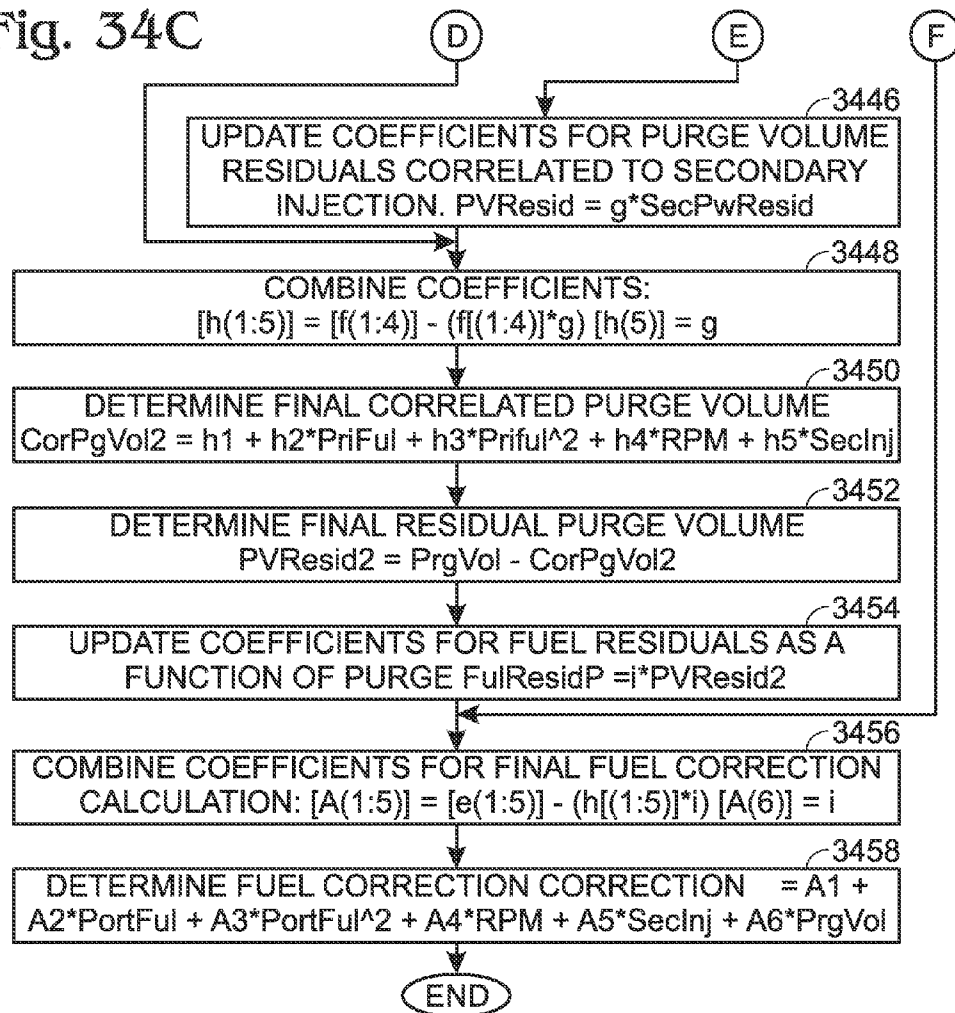 Fig. 34C
D
E
F
3446
UPDATE COEFFICIENTS FOR PURGE VOLUME
RESIDUALS CORRELATED TO SECONDARY
INJECTION. PVResid = g*SecPwResid
3448
COMBINE COEFFICIENTS:
[h(1:5)] = [f(1:4)] - (f[(1:4)]*g) [h(5)] = g
3450
DETERMINE FINAL CORRELATED PURGE VOLUME
CorPgVol2 = h1 + h2*PriFul + h3*Priful^2 + h4*RPM + h5*SecInj
3452
DETERMINE FINAL RESIDUAL PURGE VOLUME
PVResid2 = PrgVol - CorPgVol2
3454
UPDATE COEFFICIENTS FOR FUEL RESIDUALS AS A
FUNCTION OF PURGE FulResidP =i*PVResid2
3456
COMBINE COEFFICIENTS FOR FINAL FUEL CORRECTION
CALCULATION: [A(1:5)] = [e(1:5)] - (h[(1:5)]*i) [A(6)] = i
3458
DETERMINE FUEL CORRECTION CORRECTION = A1 +
A2*PortFul + A3*PortFul^2 + A4*RPM + A5*SecInj + A6*PrgVol
END